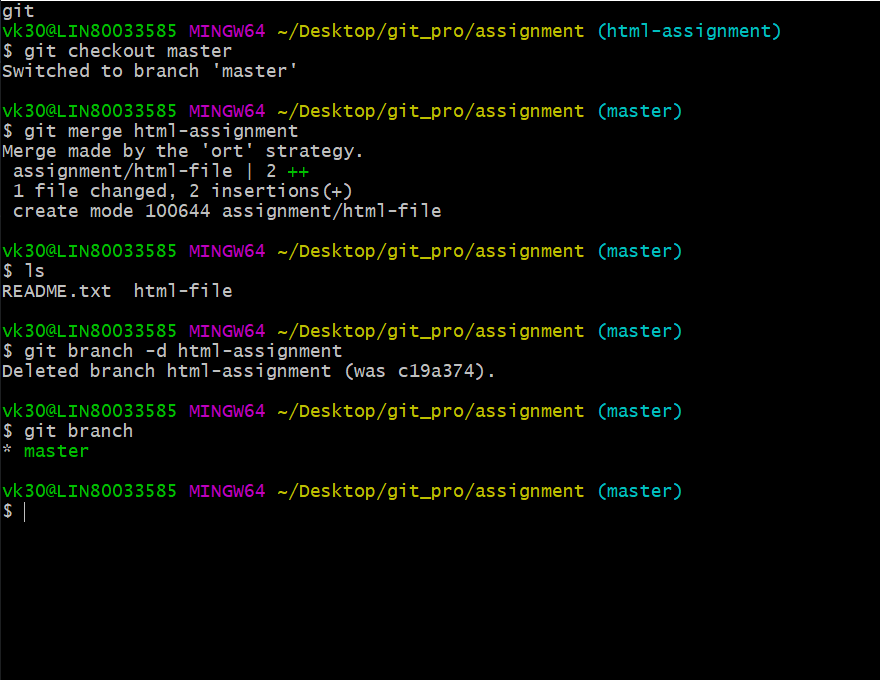 git
vk30@LIN80033585 MINGW64 ~/Desktop/git_pro/assignment (html-assignment)
$ git checkout master
Switched to branch 'master'
vk30@LIN80033585 MINGW64 ~/Desktop/git_pro/assignment (master)
$ git merge html-assignment
Merge made by the 'ort' strategy.
 assignment/html-file | 2 ++
 1 file changed, 2 insertions(+)
 create mode 100644 assignment/html-file
vk30@LIN80033585 MINGW64 ~/Desktop/git_pro/assignment (master)
$ ls
README.txt  html-file
vk30@LIN80033585 MINGW64 ~/Desktop/git_pro/assignment (master)
$ git branch -d html-assignment
Deleted branch html-assignment (was c19a374).
vk30@LIN80033585 MINGW64 ~/Desktop/git_pro/assignment (master)
$ git branch
* master
vk30@LIN80033585 MINGW64 ~/Desktop/git_pro/assignment (master)
$